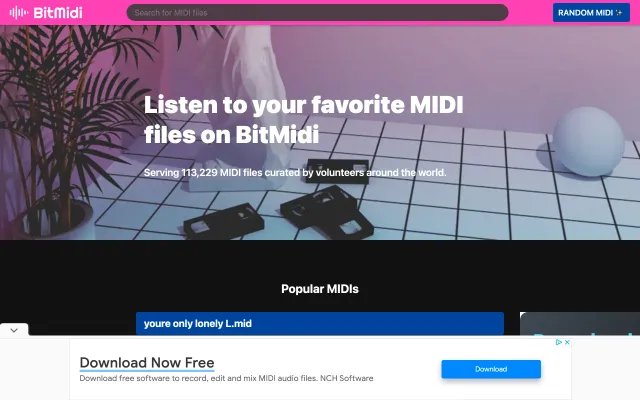 BitMidi
Search for MIDI files
RANDOM MIDI
Listen to your favorite MIDI
files on BitMidi
Serving 113,229 MIDI files curated by volunteers around the world.
Popular MIDIs
youre only lonely L.mid
Download Now Free
Download free software to record, edit and mix MIDI audio files. NCH Software
Download